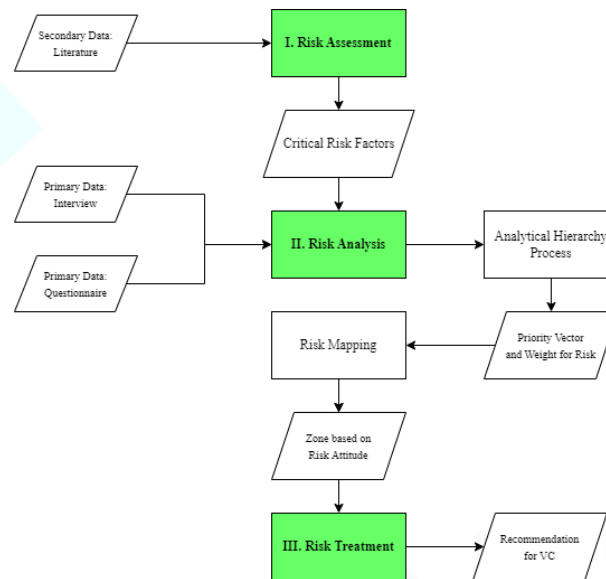 Secondary Data:
Literature
I. Risk Assessment
Critical Risk Factors
Primary Data:
Interview
II. Risk Analysis
Analytical Hierarchy
Process
Primary Data:
Questionnaire
Risk Mapping
Priority Vector
and Weight for Risk
Zone based on
Risk Attitude
III. Risk Treatment
Recommendation
for VC